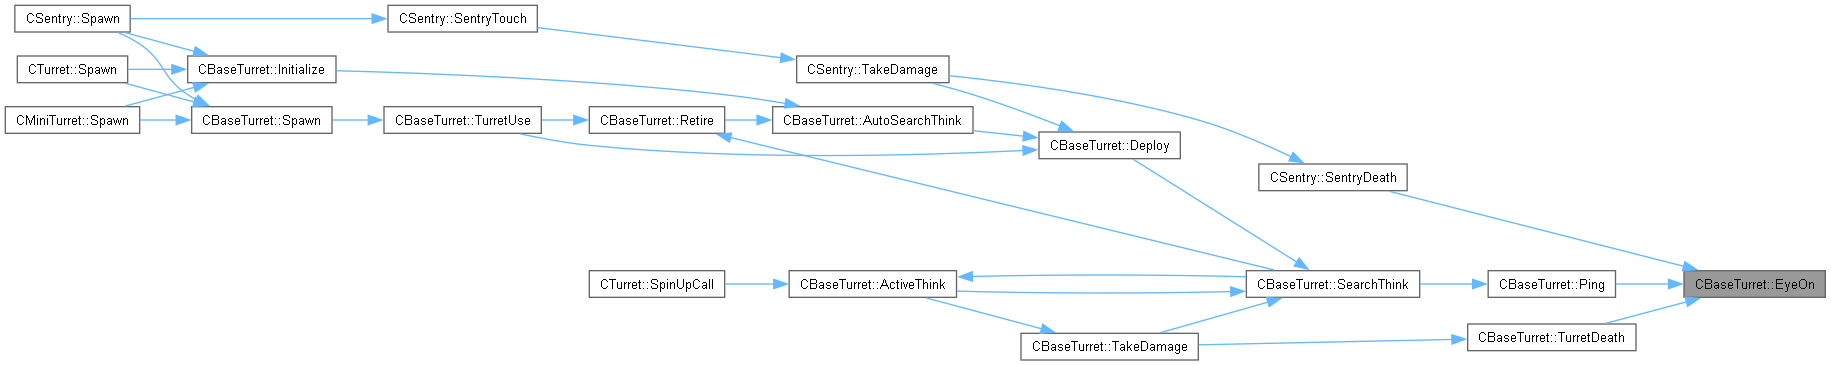 CSentry::Spawn
CSentry::SentryTouch
CTurret::Spawn
CBaseTurret::Initialize
CSentry::TakeDamage
CMiniTurret::Spawn
CBaseTurret::Spawn
CBaseTurret::TurretUse
CBaseTurret::Retire
CBaseTurret::AutoSearchThink
CBaseTurret::Deploy
CSentry::SentryDeath
CTurret::SpinUpCall
CBaseTurret::ActiveThink
CBaseTurret::SearchThink
CBaseTurret::Ping
CBaseTurret::EyeOn
CBaseTurret::TakeDamage
CBaseTurret::TurretDeath